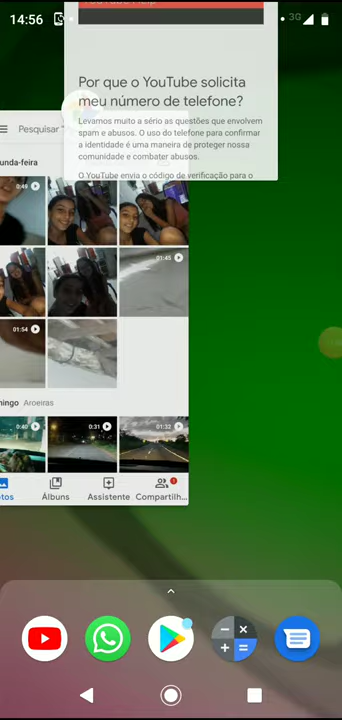 14:56
3G
Por que o YouTube solicita
meu número de telefone?
Levamos muito a sério as questões que envolvem
spam e abusos. O uso do telefone para confirmar
a identidade é uma maneira de proteger nossa
comunidade e combater abusos.
O YouTube envia o código de verificação para o
Pesquisar "
unda-feira
0:49
01:45
01:54
mingo Aroeiras
0:40
0:31
01:32
otos
Álbuns
Assistente
Compartilh...